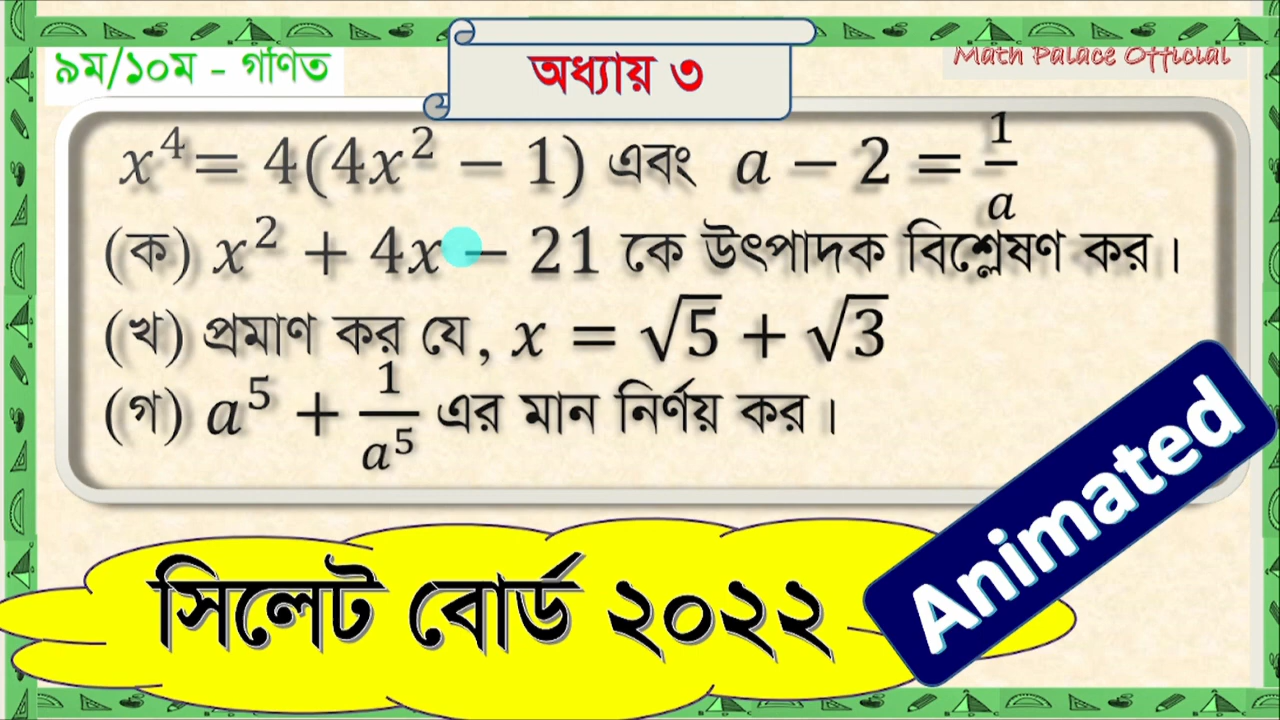 ৯ম/১০ম - গণিত
অধ্যায় ৩
Math Palace Official
x⁴ = 4(4x² − 1) এবং a − 2 = 1/a
(ক) x² + 4x − 21 কে উৎপাদক বিশ্লেষণ কর।
(খ) প্রমাণ কর যে, x = √5 + √3
(গ) a⁵ + 1/a⁵ এর মান নির্ণয় কর।
Animated
সিলেট বোর্ড ২০২২